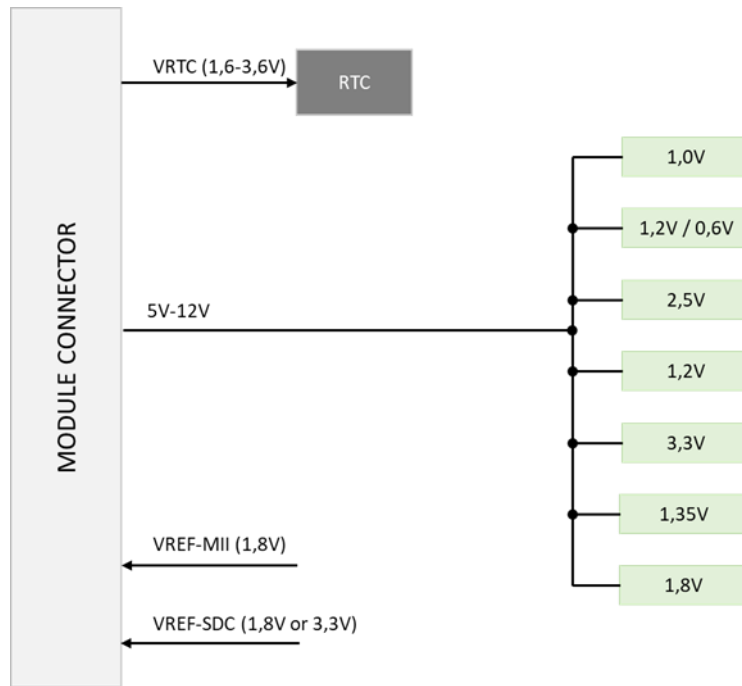 MODULE CONNECTOR
VRTC (1,6-3,6V)
RTC
1,0V
1,2V / 0,6V
2,5V
5V-12V
1,2V
3,3V
1,35V
VREF-MII (1,8V)
1,8V
VREF-SDC (1,8V or 3,3V)